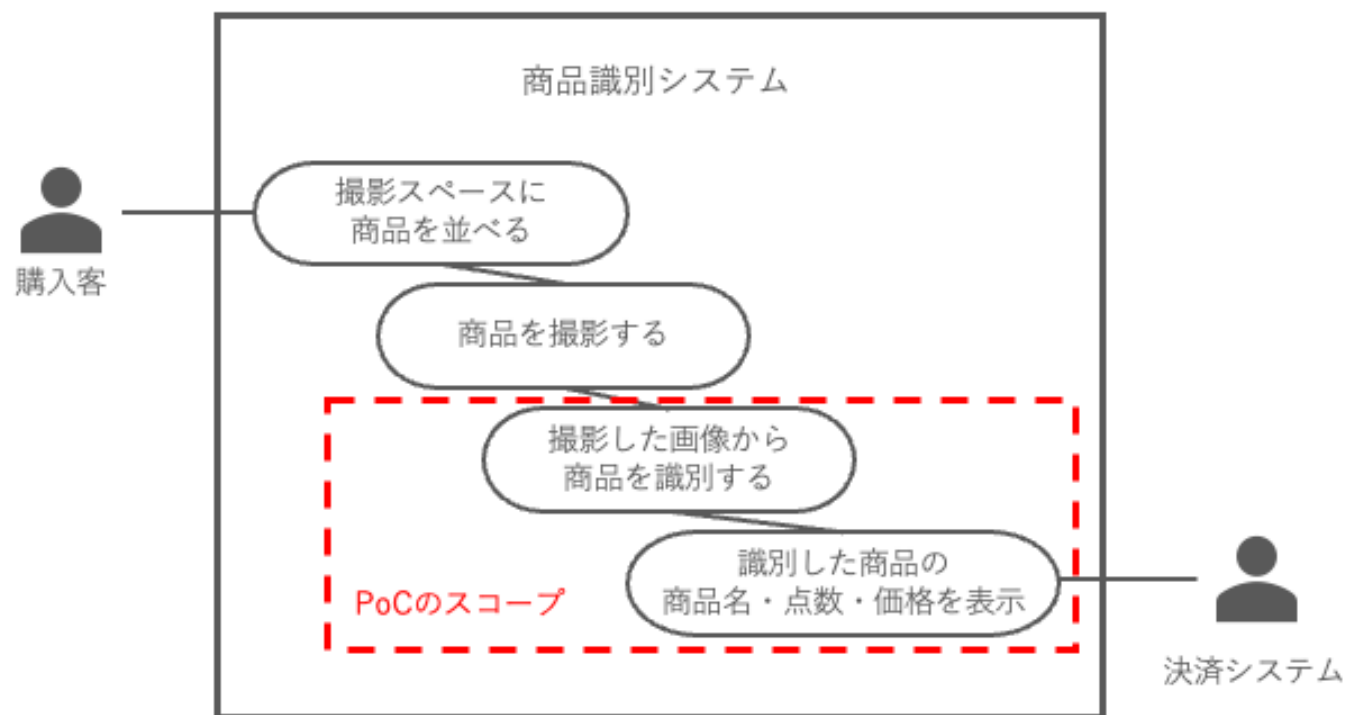 商品識別システム
撮影スペースに
商品を並べる
購入客
商品を撮影する
撮影した画像から
商品を識別する
識別した商品の
商品名・点数・価格を表示
PoCのスコープ
決済システム